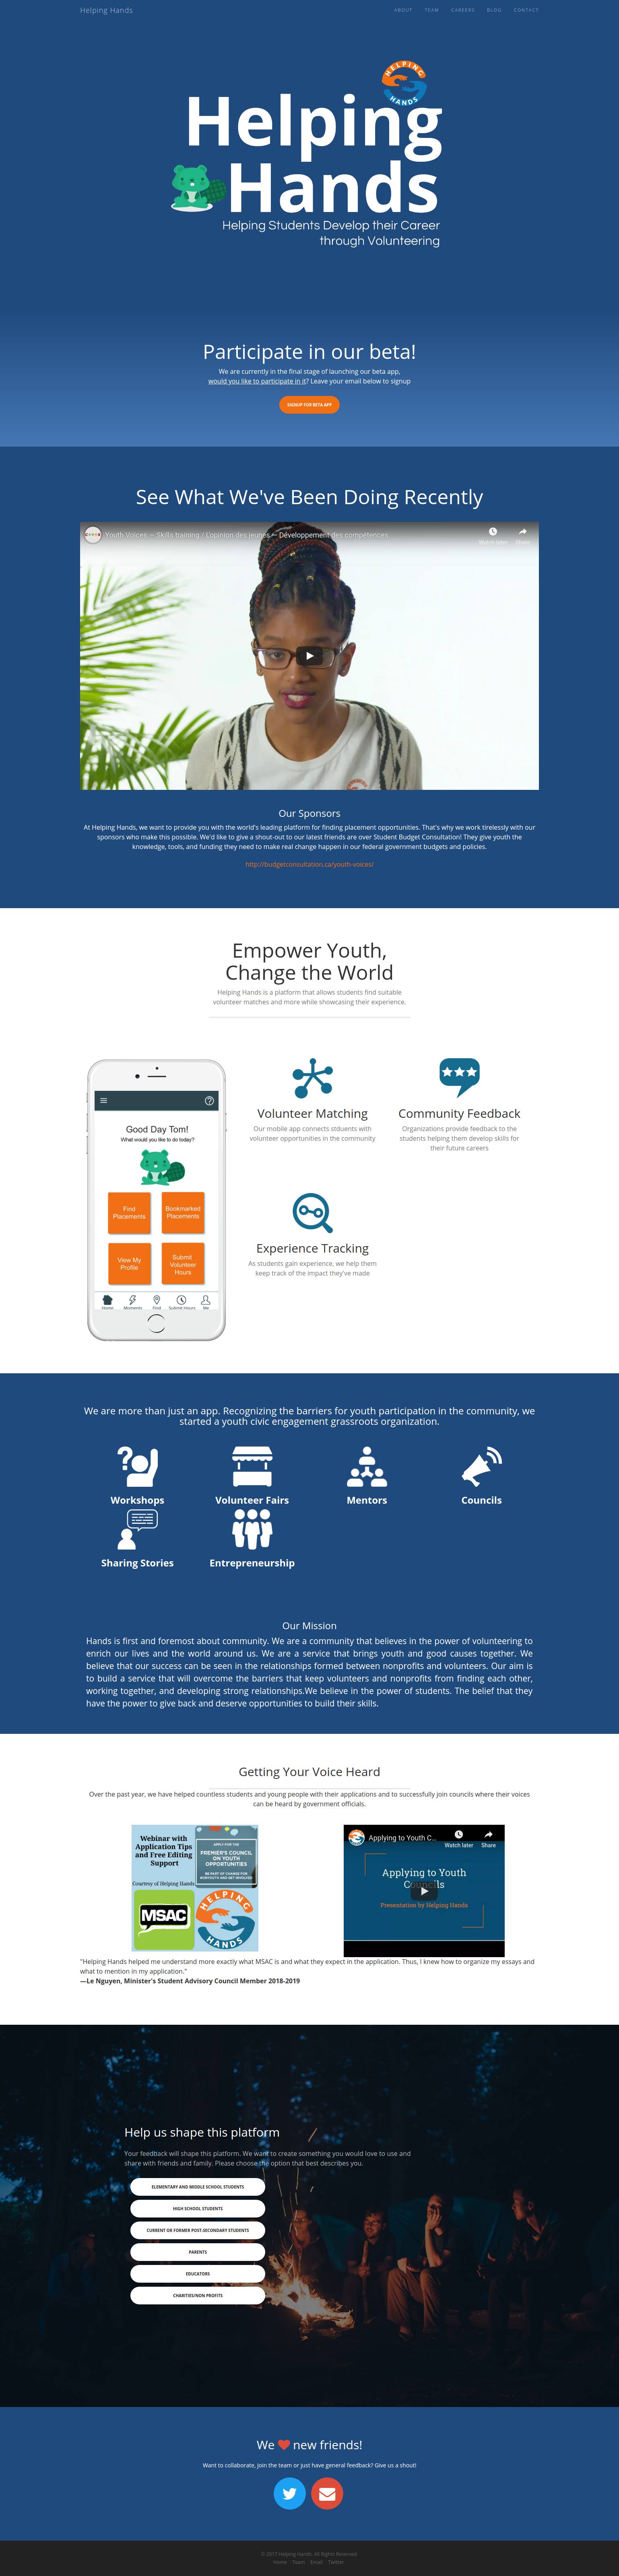 Helping Hands
ABOUT TEAM CAREERS BLOG CONTACT
HELPING
HANDS
Helping
Hands
Helping Students Develop their Career
through Volunteering
Participate in our beta!
We are currently in the final stage of launching our beta app,
would you like to participate in it? Leave your email below to signup
SIGNUP FOR BETA APP
See What We've Been Doing Recently
Youth Voices – Skills training / L'opinion des jeunes – Développement des compétences
Watch later Share
Our Sponsors
At Helping Hands, we want to provide you with the world's leading platform for finding placement opportunities. That's why we work tirelessly with our
sponsors who make this possible. We'd like to give a shout-out to our latest friends are over Student Budget Consultation! They give youth the
knowledge, tools, and funding they need to make real change happen in our federal government budgets and policies.
http://budgetconsultation.ca/youth-voices/
Empower Youth,
Change the World
Helping Hands is a platform that allows students find suitable
volunteer matches and more while showcasing their experience.
Good Day Tom!
What would you like to do today?
Find
Placements
Bookmarked
Placements
View My
Profile
Submit
Volunteer
Hours
Home Moments Find Submit Hours Me
Volunteer Matching
Our mobile app connects stduents with
volunteer opportunities in the community
Community Feedback
Organizations provide feedback to the
students helping them develop skills for
their future careers
Experience Tracking
As students gain experience, we help them
keep track of the impact they've made
We are more than just an app. Recognizing the barriers for youth participation in the community, we
started a youth civic engagement grassroots organization.
Workshops
Volunteer Fairs
Mentors
Councils
Sharing Stories
Entrepreneurship
Our Mission
Hands is first and foremost about community. We are a community that believes in the power of volunteering to
enrich our lives and the world around us. We are a service that brings youth and good causes together. We
believe that our success can be seen in the relationships formed between nonprofits and volunteers. Our aim is
to build a service that will overcome the barriers that keep volunteers and nonprofits from finding each other,
working together, and developing strong relationships.We believe in the power of students. The belief that they
have the power to give back and deserve opportunities to build their skills.
Getting Your Voice Heard
Over the past year, we have helped countless students and young people with their applications and to successfully join councils where their voices
can be heard by government officials.
Webinar with
Application Tips
and Free Editing
Support
Courtesy of Helping Hands
APPLY FOR THE
PREMIER'S COUNCIL
ON YOUTH
OPPORTUNITIES
BE PART OF CHANGE FOR
WORYOUTH AND GET INVOLVED
MSAC
HELPING
HANDS
Applying to Youth C...
Watch later Share
Applying to Youth
Councils
Presentation by Helping Hands
"Helping Hands helped me understand more exactly what MSAC is and what they expect in the application. Thus, I knew how to organize my essays and
what to mention in my application."
—Le Nguyen, Minister's Student Advisory Council Member 2018-2019
Help us shape this platform
Your feedback will shape this platform. We want to create something you would love to use and
share with friends and family. Please choose the option that best describes you.
ELEMENTARY AND MIDDLE SCHOOL STUDENTS
HIGH SCHOOL STUDENTS
CURRENT OR FORMER POST-SECONDARY STUDENTS
PARENTS
EDUCATORS
CHARITIES/NON PROFITS
We new friends!
Want to collaborate, join the team or just have general feedback? Give us a shout!
© 2017 Helping Hands. All Rights Reserved.
Home Team Email Twitter